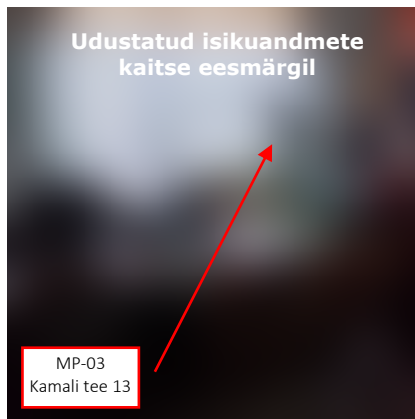 Udustatud isikuandmete
kaitse eesmärgil
MP-03
Kamali tee 13